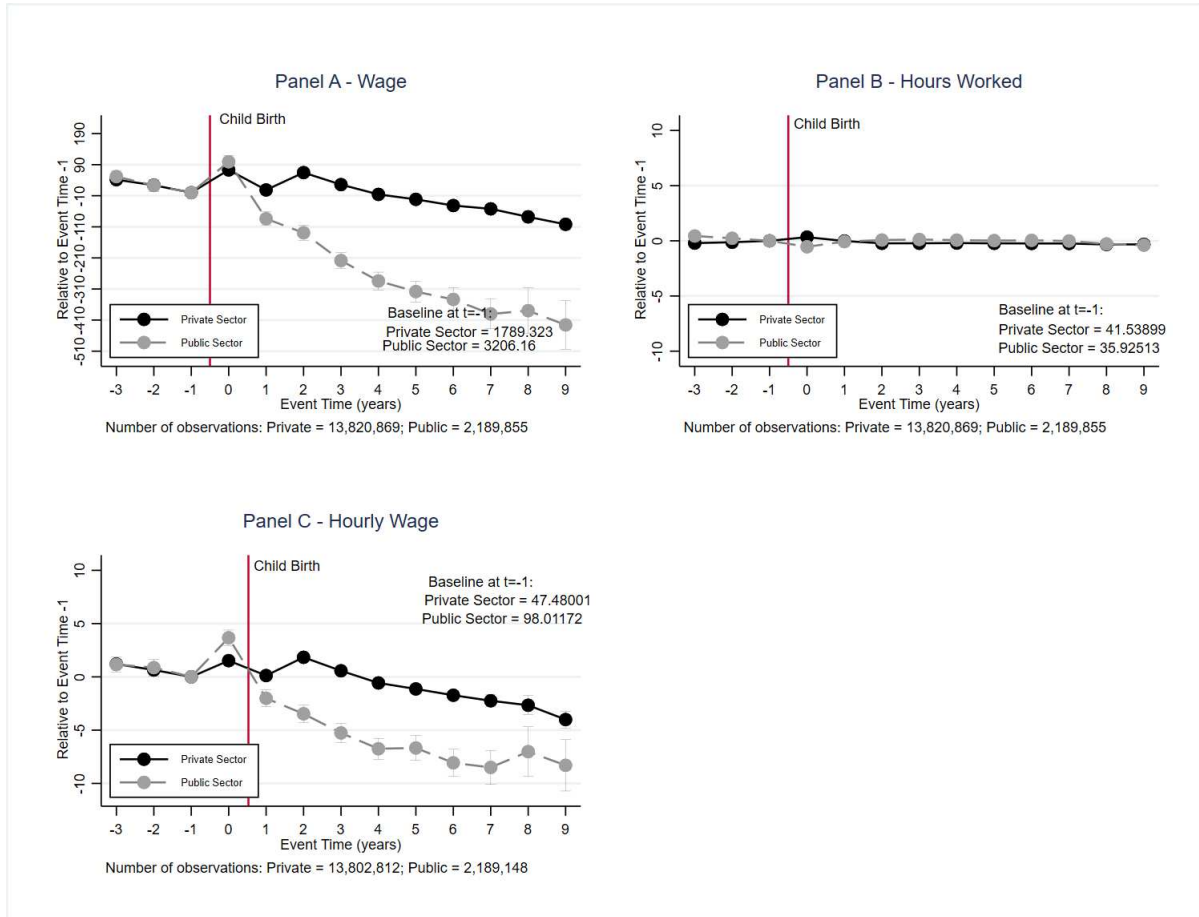 Panel A - Wage
Relative to Event Time -1
190
90
-10
-110
-210
-310
-410
-510
Child Birth
Private Sector
Public Sector
Baseline at t=-1:
Private Sector = 1789.323
Public Sector = 3206.16
-3 -2 -1 0 1 2 3 4 5 6 7 8 9
Event Time (years)
Number of observations: Private = 13,820,869; Public = 2,189,855
Panel B - Hours Worked
Relative to Event Time -1
10
5
0
-5
-10
Child Birth
Private Sector
Public Sector
Baseline at t=-1:
Private Sector = 41.53899
Public Sector = 35.92513
-3 -2 -1 0 1 2 3 4 5 6 7 8 9
Event Time (years)
Number of observations: Private = 13,820,869; Public = 2,189,855
Panel C - Hourly Wage
Relative to Event Time -1
10
5
0
-5
-10
Child Birth
Baseline at t=-1:
Private Sector = 47.48001
Public Sector = 98.01172
Private Sector
Public Sector
-3 -2 -1 0 1 2 3 4 5 6 7 8 9
Event Time (years)
Number of observations: Private = 13,802,812; Public = 2,189,148